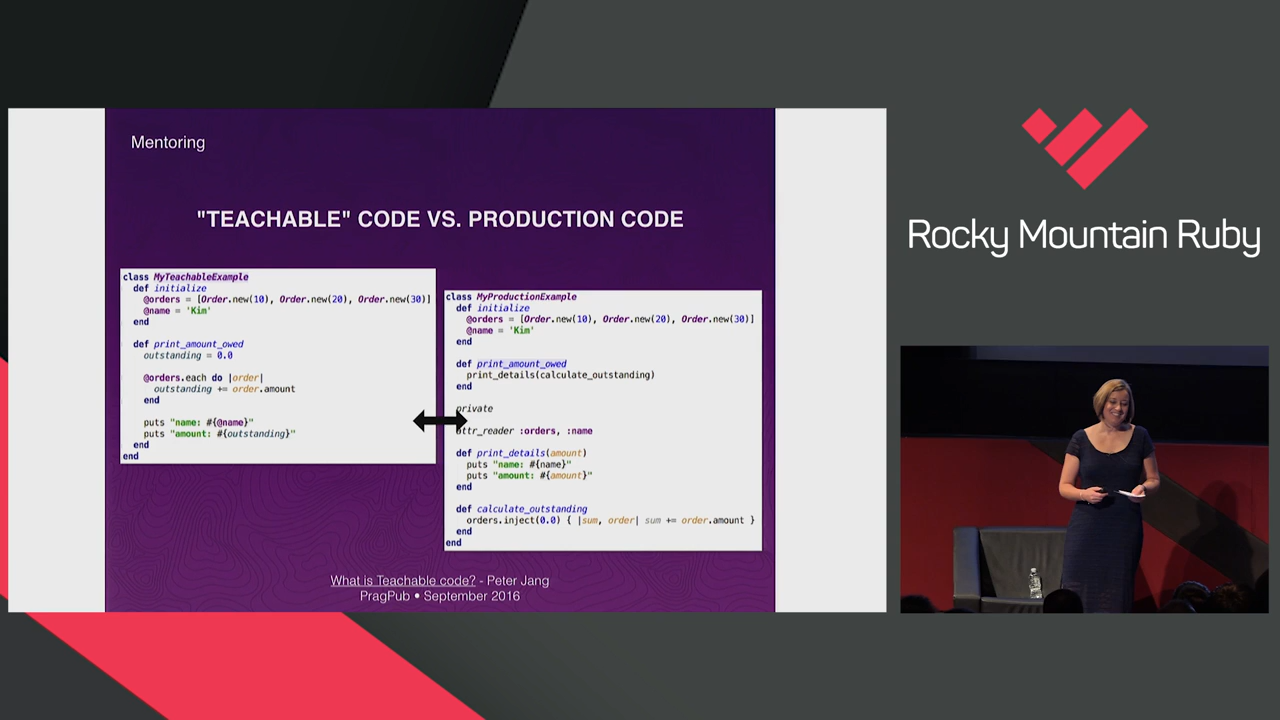 Mentoring
"TEACHABLE" CODE VS. PRODUCTION CODE
class MyTeachableExample
def initialize
@orders = [Order.new(10), Order.new(20), Order.new(30)]
@name = 'Kim'
end
def print_amount_owed
outstanding = 0.0
@orders.each do |order|
outstanding += order.amount
end
puts "name: #{@name}"
puts "amount: #{outstanding}"
end
end
class MyProductionExample
def initialize
@orders = [Order.new(10), Order.new(20), Order.new(30)]
@name = 'Kim'
end
def print_amount_owed
print_details(calculate_outstanding)
end
private
attr_reader :orders, :name
def print_details(amount)
puts "name: #{name}"
puts "amount: #{amount}"
end
def calculate_outstanding
orders.inject(0.0) { |sum, order| sum += order.amount }
end
end
What is Teachable code? - Peter Jang
PragPub • September 2016
Rocky Mountain Ruby